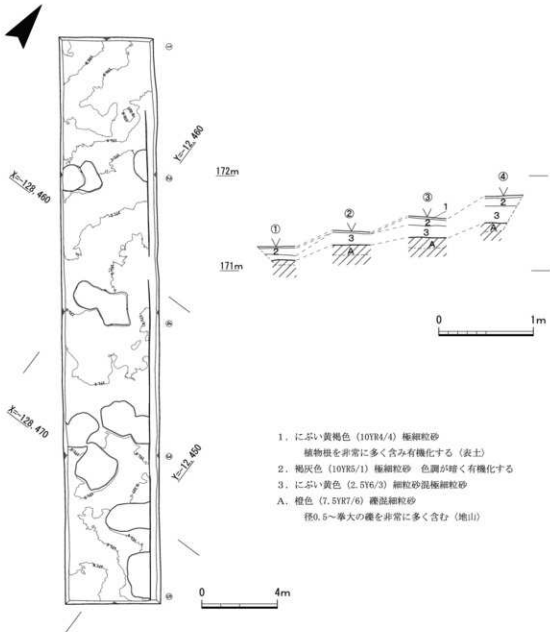 X=-128,460
Y=-12,460
X=-128,470
Y=-12,450
0 4m
172m
171m
①
②
③
④
1
2
2
3
2
3
2
3
A
A
A
0 1m
1. にぶい黄褐色 (10YR4/4) 極細粒砂
植物根を非常に多く含み有機化する (表土)
2. 褐灰色 (10YR5/1) 極細粒砂 色調が暗く有機化する
3. にぶい黄色 (2.5Y6/3) 細粒砂混極細粒砂
A. 橙色 (7.5YR7/6) 礫混細粒砂
径0.5～拳大の礫を非常に多く含む (地山)